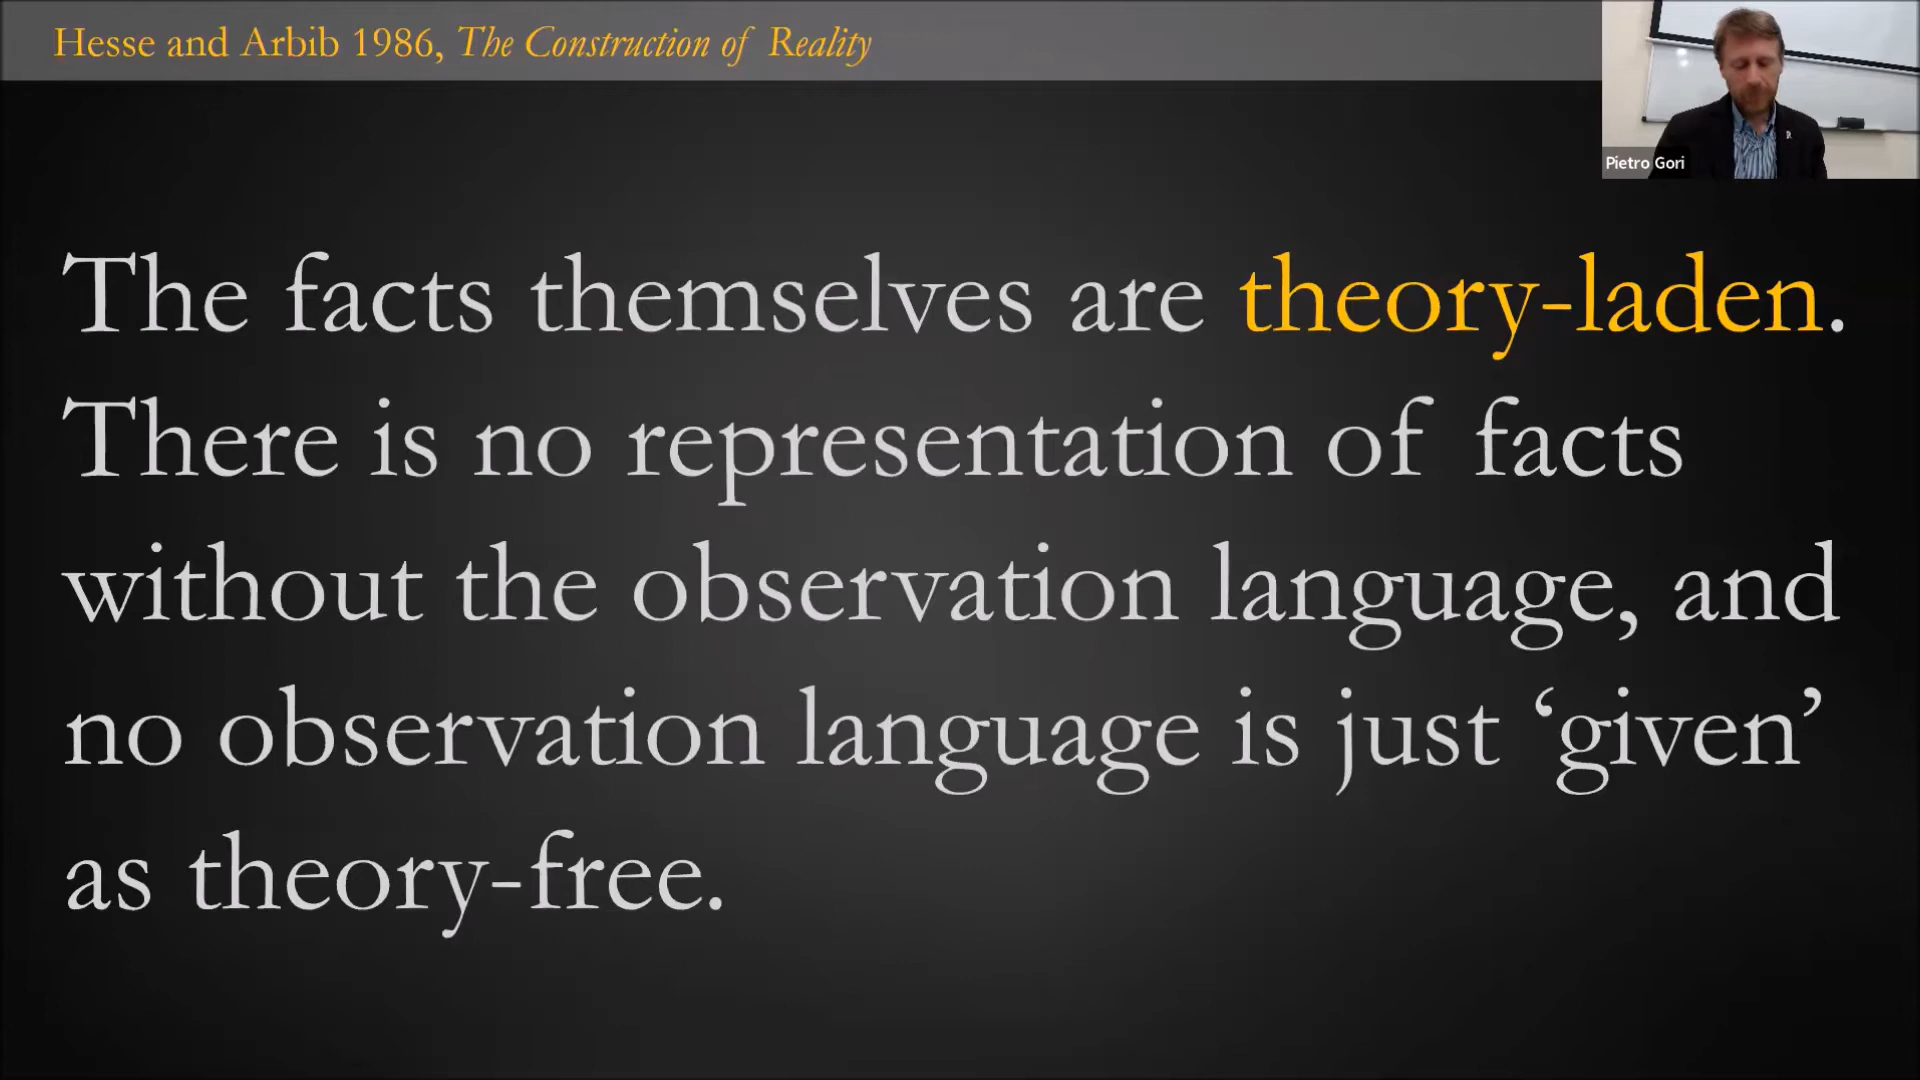 Hesse and Arbib 1986, The Construction of Reality
Pietro Gori
The facts themselves are theory-laden.
There is no representation of facts
without the observation language, and
no observation language is just ‘given’
as theory-free.